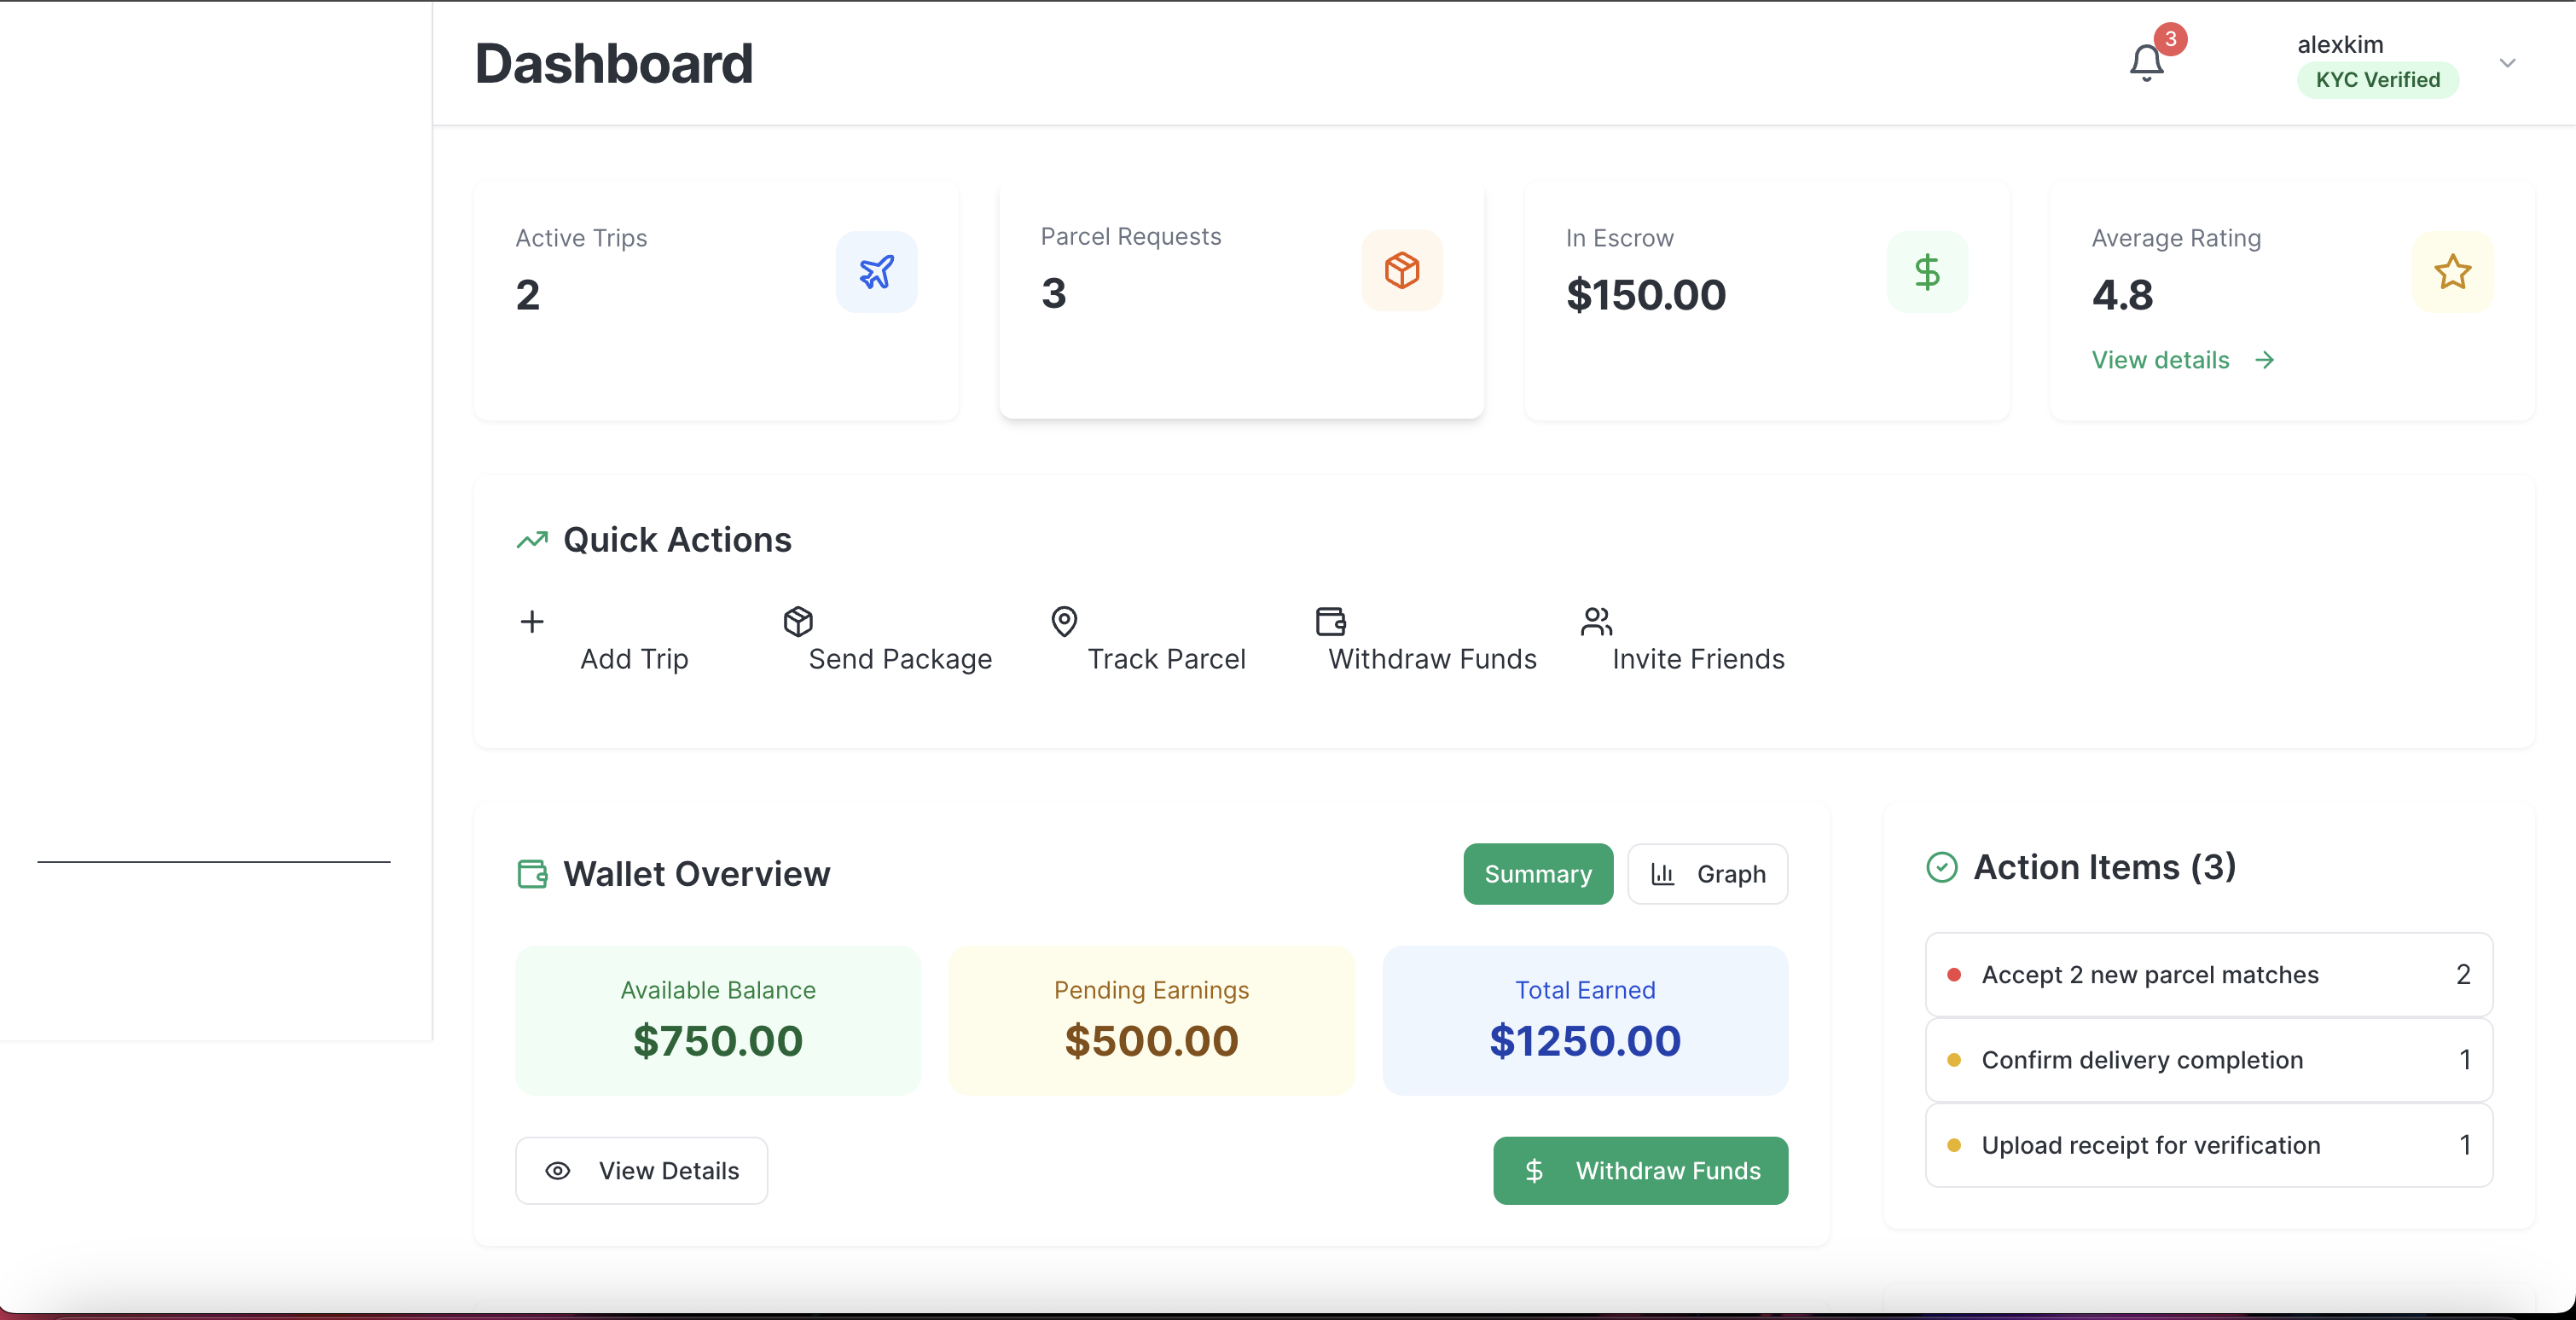 Dashboard
3
alexkim
KYC Verified
Active Trips
2
Parcel Requests
3
In Escrow
$150.00
Average Rating
4.8
View details
Quick Actions
Add Trip
Send Package
Track Parcel
Withdraw Funds
Invite Friends
Wallet Overview
Summary
Graph
Available Balance
$750.00
Pending Earnings
$500.00
Total Earned
$1250.00
View Details
$ Withdraw Funds
Action Items (3)
Accept 2 new parcel matches 2
Confirm delivery completion 1
Upload receipt for verification 1